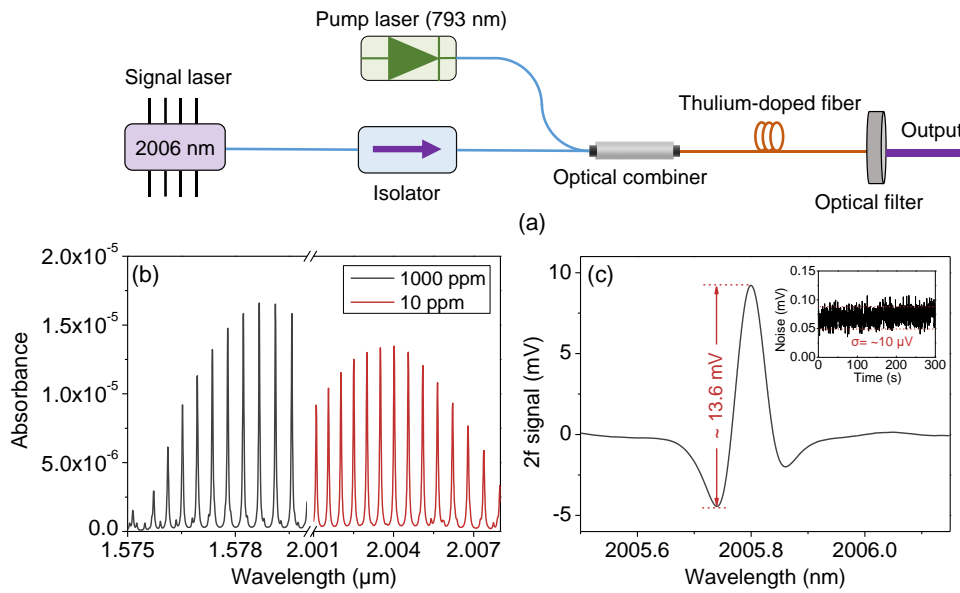 Pump laser (793 nm)
Signal laser
2006 nm
Isolator
Optical combiner
Thulium-doped fiber
Output
Optical filter
(a)
(b)
2.0x10⁻⁵
1.5x10⁻⁵
1.0x10⁻⁵
5.0x10⁻⁶
0.0
Absorbance
1000 ppm
10 ppm
1.575
1.578
2.0
2.001
2.004
2.007
Wavelength (µm)
(c)
10
5
0
-5
2f signal (mV)
~ 13.6 mV
0.15
0.10
0.05
0.00
Noise (mV)
σ= ~10 µV
0
300
Time (s)
2005.6
2005.8
2006.0
Wavelength (nm)